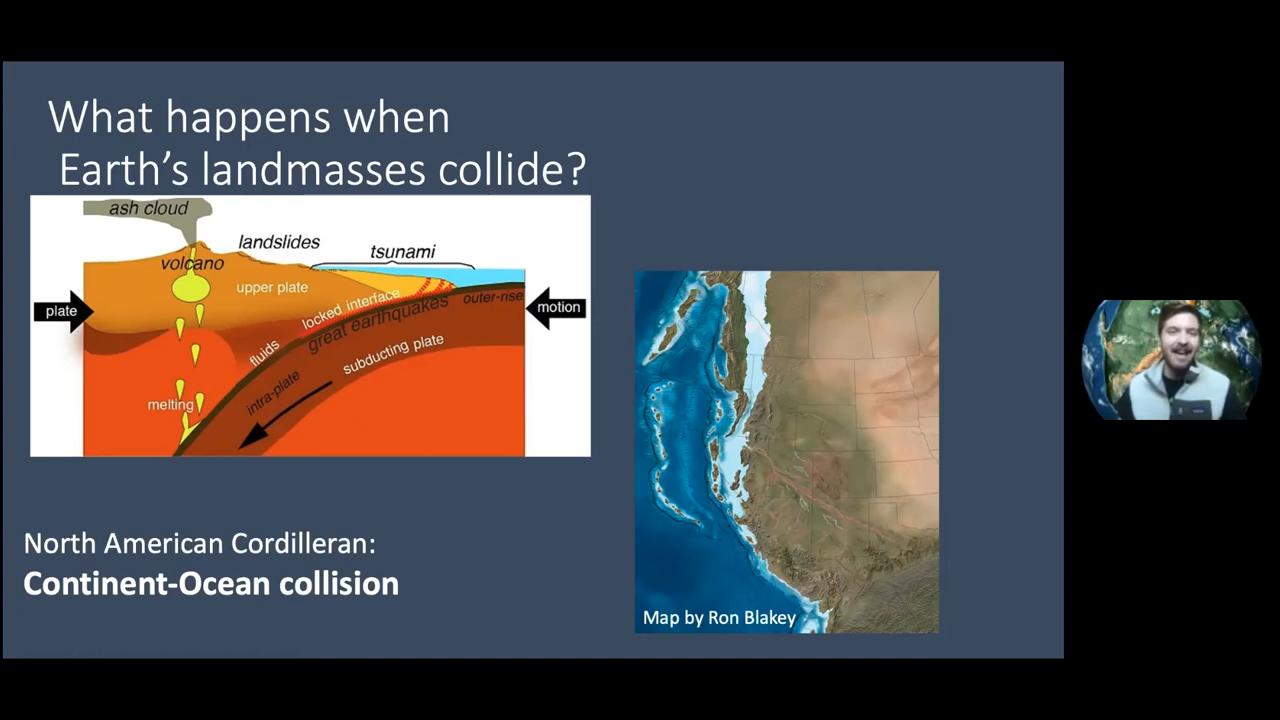 What happens when
Earth's landmasses collide?
ash cloud
landslides
tsunami
volcano
upper plate
outer-rise
plate
motion
locked interface
great earthquakes
fluids
subducting plate
intra-plate
melting
North American Cordilleran:
Continent-Ocean collision
Map by Ron Blakey